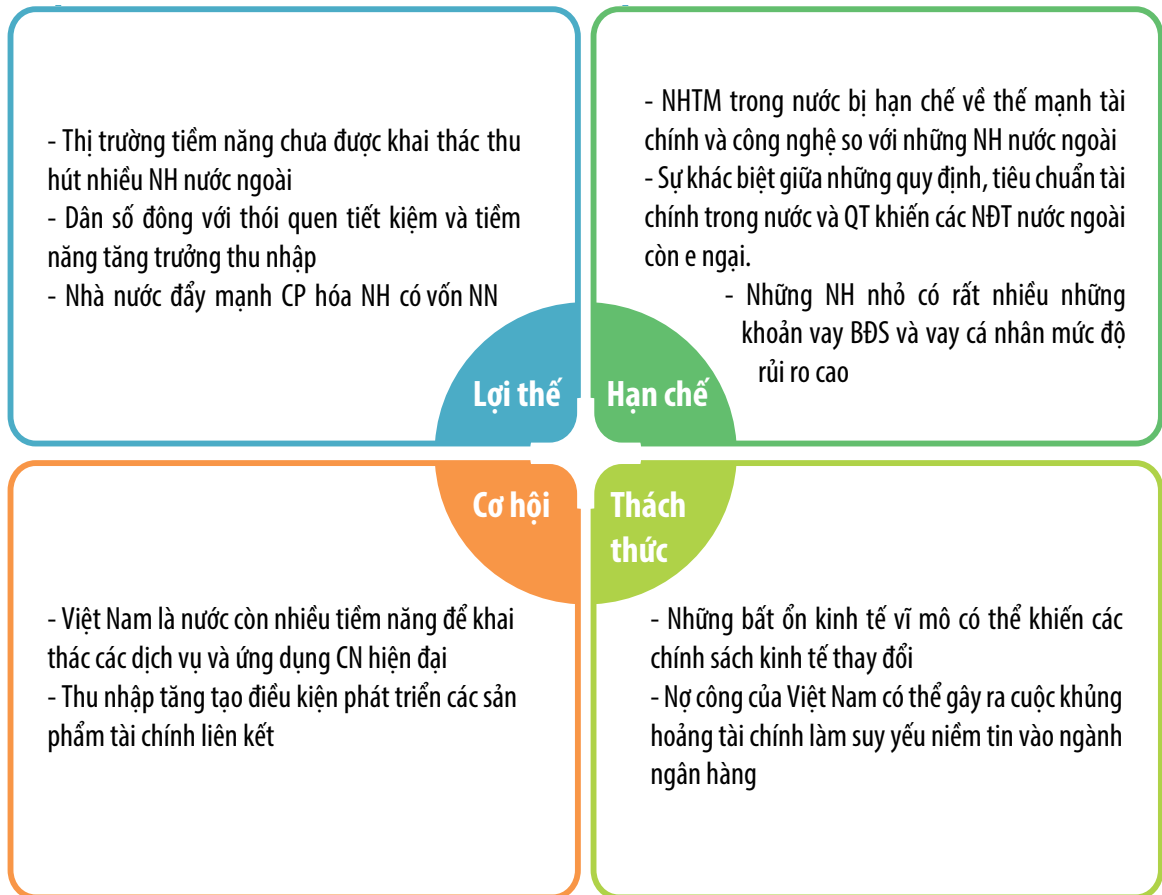 - Thị trường tiềm năng chưa được khai thác thu
hút nhiều NH nước ngoài
- Dân số đông với thói quen tiết kiệm và tiềm
năng tăng trưởng thu nhập
- Nhà nước đẩy mạnh CP hóa NH có vốn NN
Lợi thế
- NHTM trong nước bị hạn chế về thế mạnh tài
chính và công nghệ so với những NH nước ngoài
- Sự khác biệt giữa những quy định, tiêu chuẩn tài
chính trong nước và QT khiến các NĐT nước ngoài
còn e ngại.
- Những NH nhỏ có rất nhiều những
khoản vay BĐS và vay cá nhân mức độ
rủi ro cao
Hạn chế
Cơ hội
- Việt Nam là nước còn nhiều tiềm năng để khai
thác các dịch vụ và ứng dụng CN hiện đại
- Thu nhập tăng tạo điều kiện phát triển các sản
phẩm tài chính liên kết
Thách
thức
- Những bất ổn kinh tế vĩ mô có thể khiến các
chính sách kinh tế thay đổi
- Nợ công của Việt Nam có thể gây ra cuộc khủng
hoảng tài chính làm suy yếu niềm tin vào ngành
ngân hàng